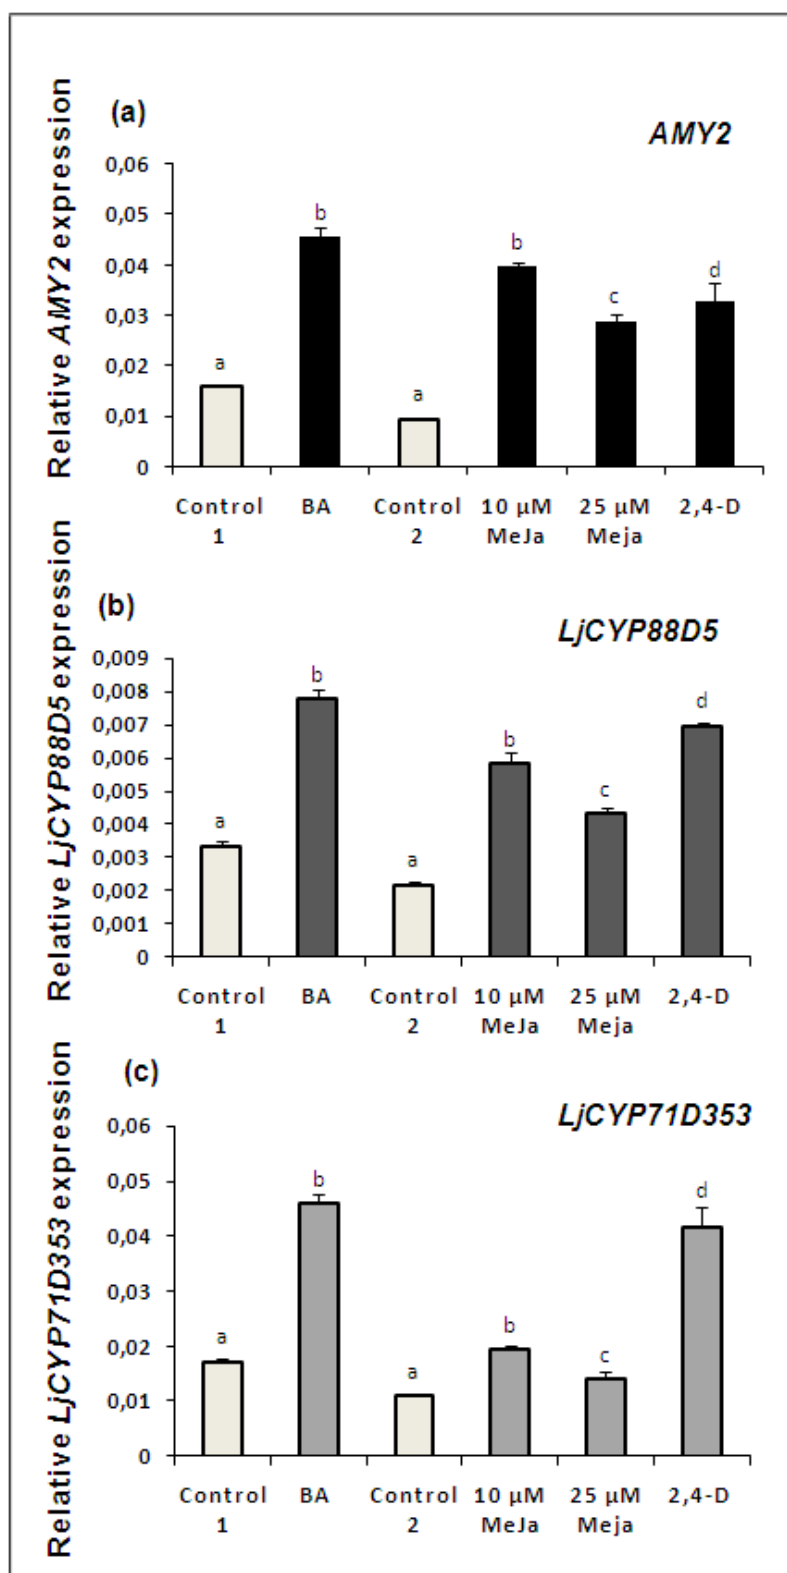 (a)
AMY2
Relative AMY2 expression
0,06
0,05
0,04
0,03
0,02
0,01
0
b
b
d
c
a
a
Control 1 BA Control 2 10 µM MeJa 25 µM Meja 2,4-D
(b)
LjCYP88D5
Relative LjCYP88D5 expression
0,009
0,008
0,007
0,006
0,005
0,004
0,003
0,002
0,001
0
b
d
b
c
a
a
Control 1 BA Control 2 10 µM MeJa 25 µM Meja 2,4-D
(c)
LjCYP71D353
Relative LjCYP71D353 expression
0,06
0,05
0,04
0,03
0,02
0,01
0
b
d
a
b
c
a
Control 1 BA Control 2 10 µM MeJa 25 µM Meja 2,4-D